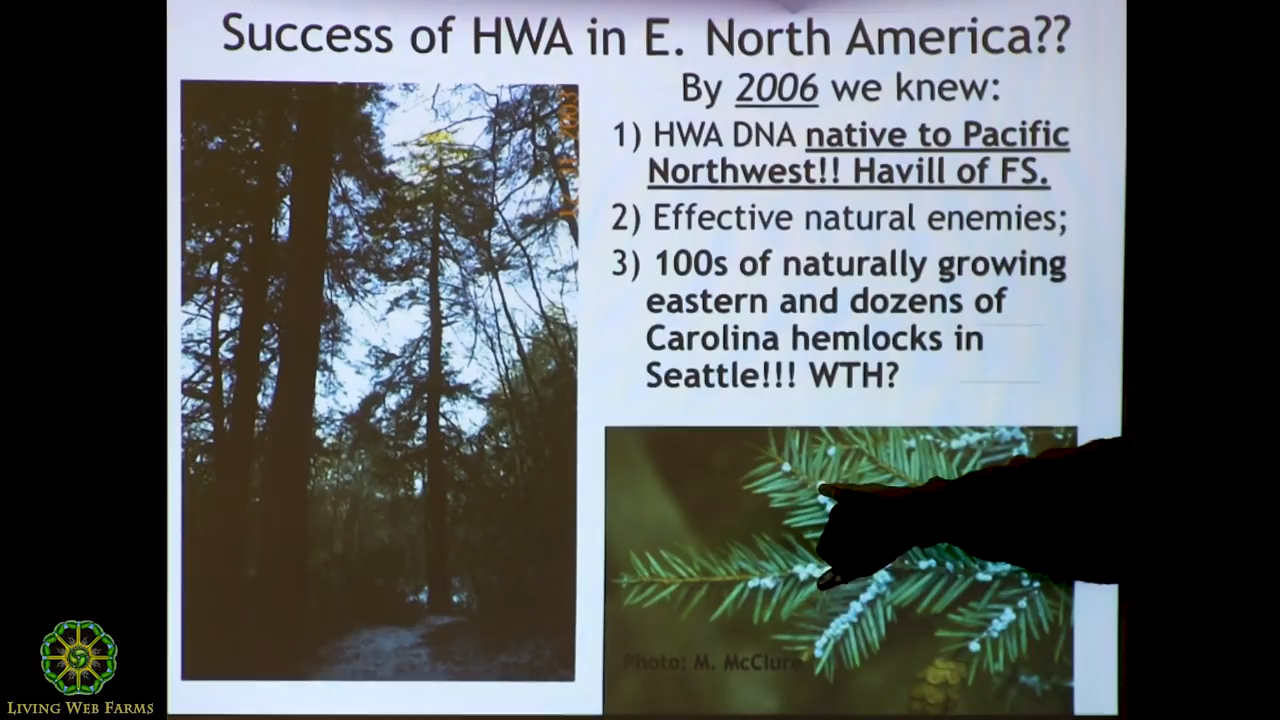 Success of HWA in E. North America??
By 2006 we knew:
1) HWA DNA native to Pacific
Northwest!! Havill of FS.
2) Effective natural enemies;
3) 100s of naturally growing
eastern and dozens of
Carolina hemlocks in
Seattle!!! WTH?
Photo: M. McClure
LIVING WEB FARMS